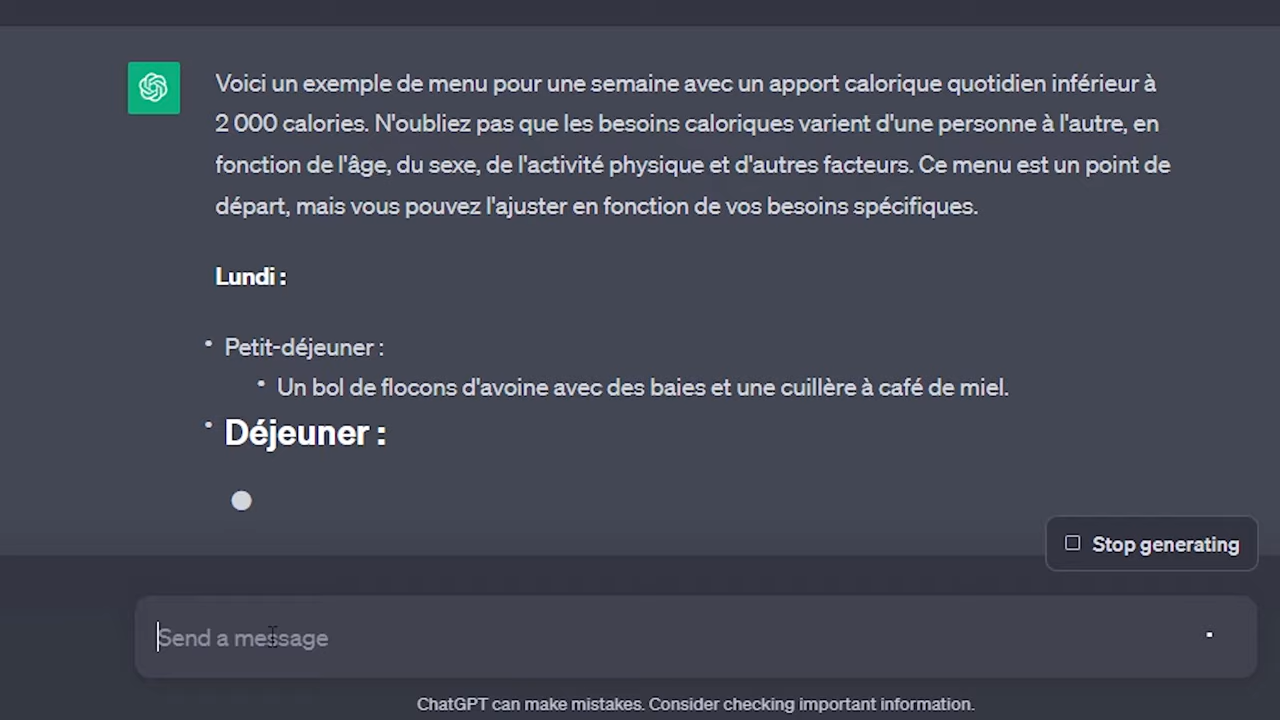 Voici un exemple de menu pour une semaine avec un apport calorique quotidien inférieur à
2 000 calories. N'oubliez pas que les besoins caloriques varient d'une personne à l'autre, en
fonction de l'âge, du sexe, de l'activité physique et d'autres facteurs. Ce menu est un point de
départ, mais vous pouvez l'ajuster en fonction de vos besoins spécifiques.
Lundi :
• Petit-déjeuner :
• Un bol de flocons d'avoine avec des baies et une cuillère à café de miel.
• Déjeuner :
Stop generating
Send a message
ChatGPT can make mistakes. Consider checking important information.